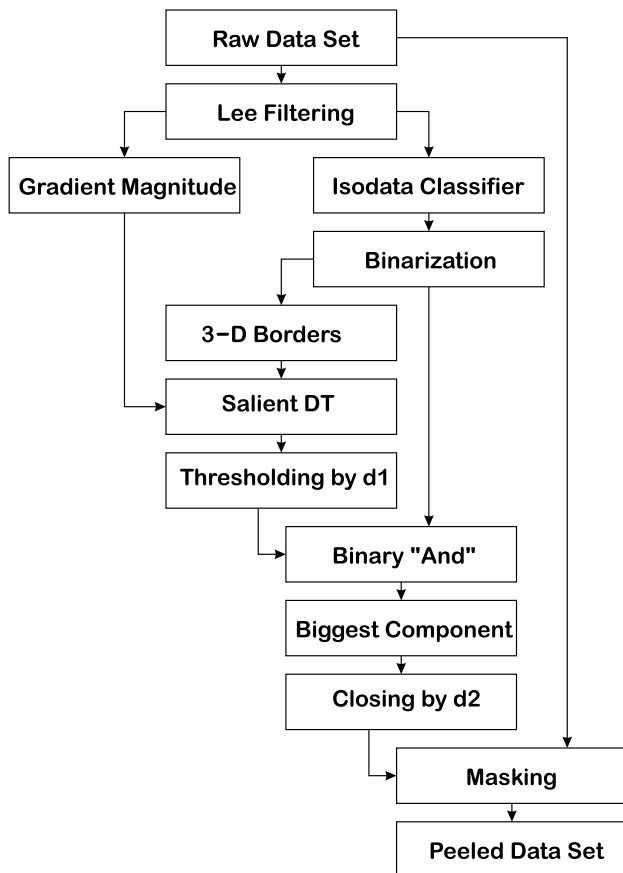 Raw Data Set
Lee Filtering
Gradient Magnitude
Isodata Classifier
Binarization
3−D Borders
Salient DT
Thresholding by d1
Binary "And"
Biggest Component
Closing by d2
Masking
Peeled Data Set